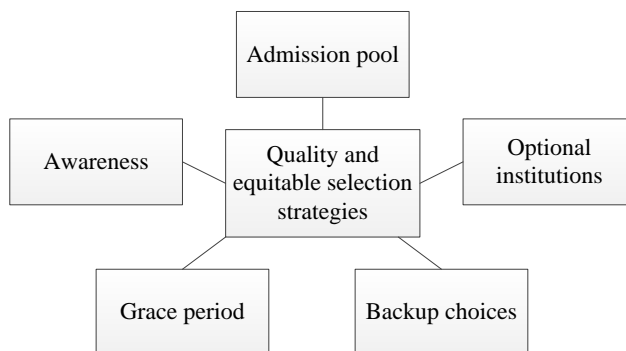 Admission pool
Awareness
Quality and
equitable selection
strategies
Optional
institutions
Grace period
Backup choices